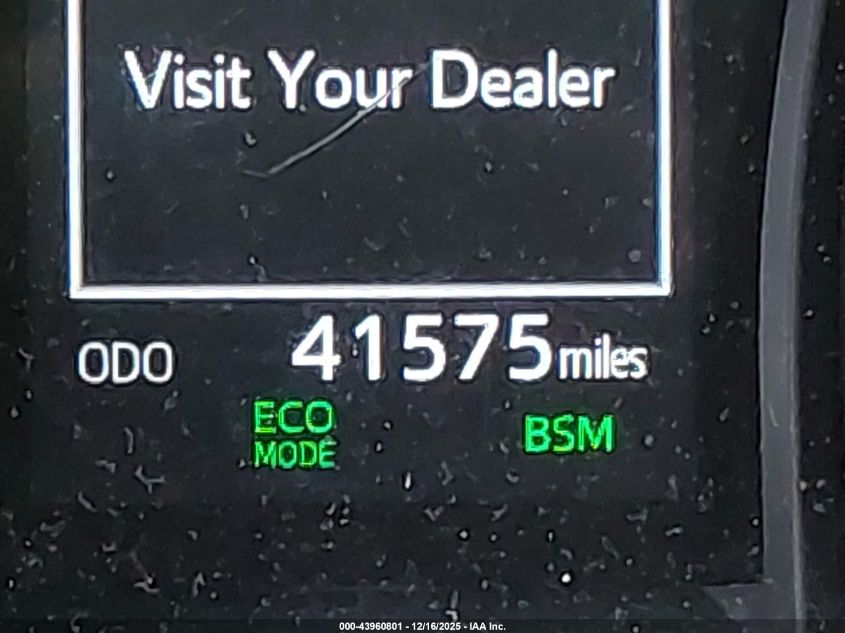 Visit Your Dealer
ODO 41575 miles
ECO BSM
MODE
000-43960801 - 12/16/2025 - IAA Inc.